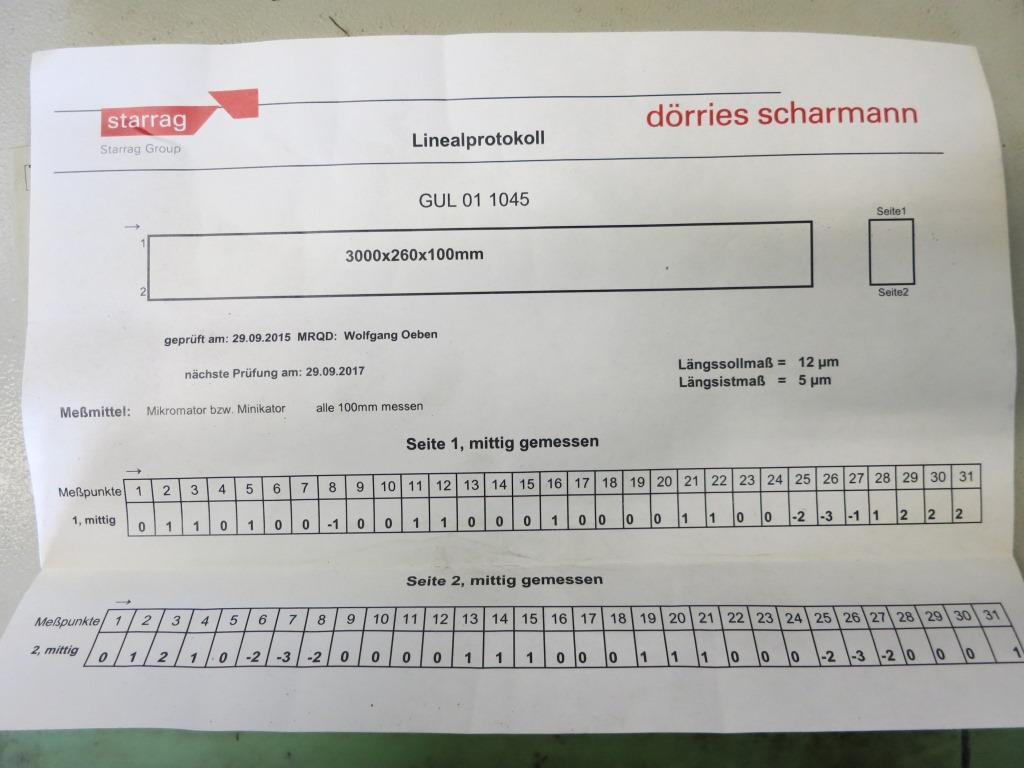 starrag
dörries scharmann
Starrag Group
Linealprotokoll
GUL 01 1045
→
Seite1
1
3000x260x100mm
2
Seite2
geprüft am: 29.09.2015 MRQD: Wolfgang Oeben
nächste Prüfung am: 29.09.2017
Längssollmaß = 12 µm
Längsistmaß = 5 µm
Meßmittel: Mikromator bzw. Minikator alle 100mm messen
Seite 1, mittig gemessen
→
Meßpunkte 1 2 3 4 5 6 7 8 9 10 11 12 13 14 15 16 17 18 19 20 21 22 23 24 25 26 27 28 29 30 31
1, mittig 0 1 1 0 1 0 0 -1 0 0 1 1 0 0 0 1 0 0 0 0 1 1 0 0 -2 -3 -1 1 2 2 2
Seite 2, mittig gemessen
→
Meßpunkte 1 2 3 4 5 6 7 8 9 10 11 12 13 14 15 16 17 18 19 20 21 22 23 24 25 26 27 28 29 30 31
2, mittig 0 1 2 1 0 -2 -3 -2 0 0 0 0 1 1 1 0 0 0 1 1 1 0 0 0 -2 -3 -2 0 0 0 1